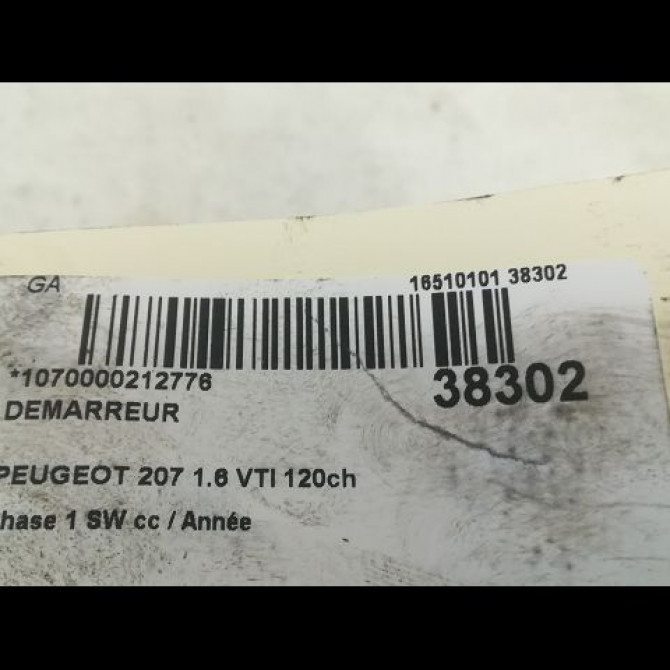 GA
16510101 38302
*1070000212776
38302
DEMARREUR
PEUGEOT 207 1.6 VTI 120ch
hase 1 SW cc / Année